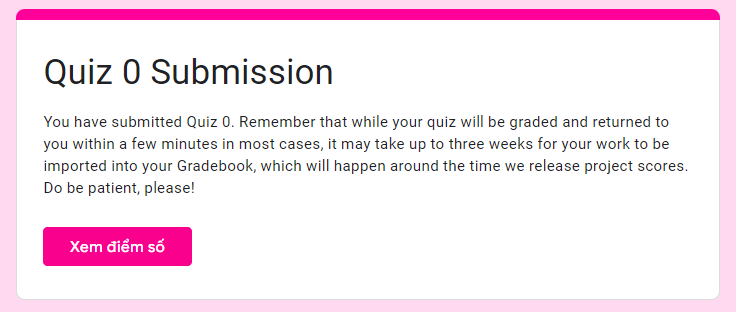 Quiz 0 Submission
You have submitted Quiz 0. Remember that while your quiz will be graded and returned to
you within a few minutes in most cases, it may take up to three weeks for your work to be
imported into your Gradebook, which will happen around the time we release project scores.
Do be patient, please!
Xem điểm số